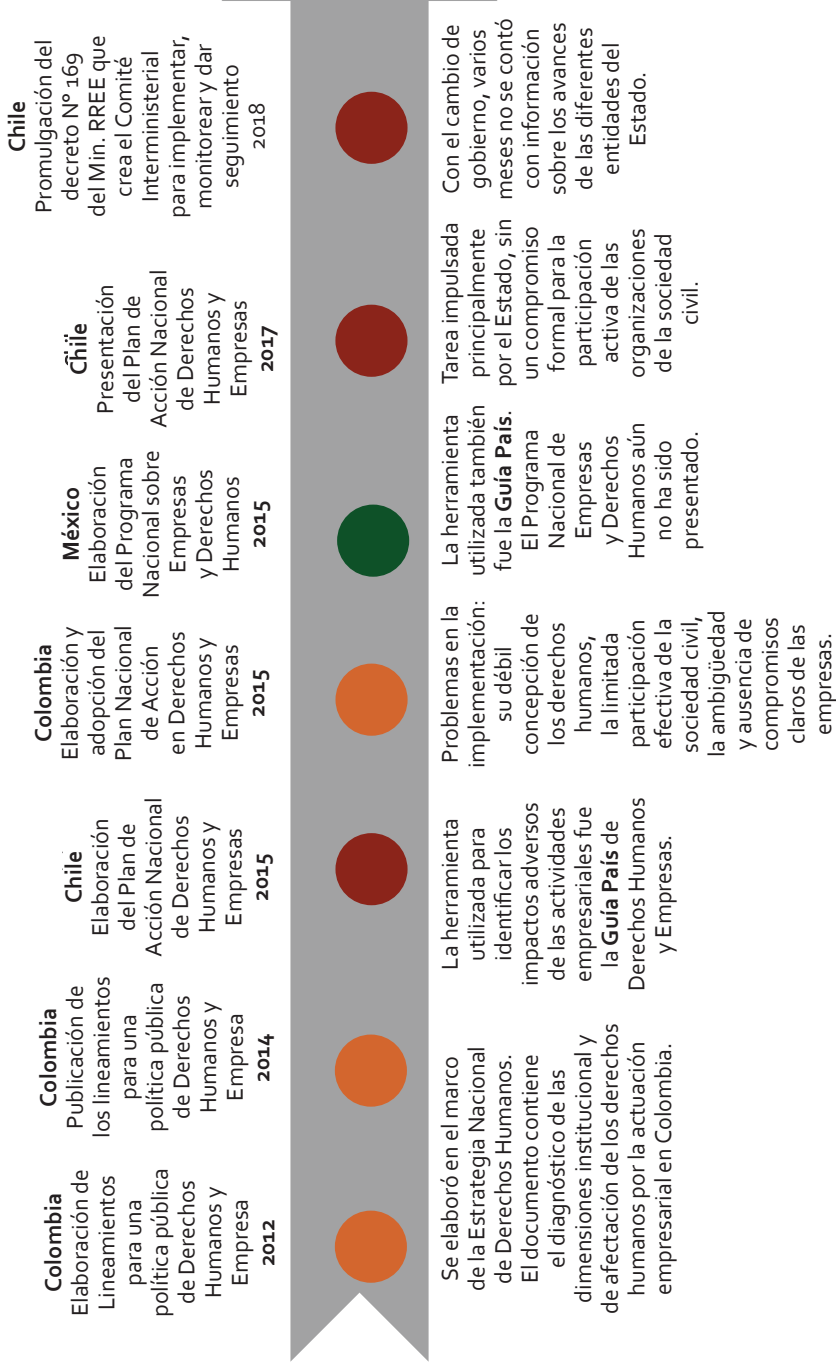 Colombia
Elaboración de
Lineamientos
para una
política pública
de Derechos
Humanos y
Empresa
2012
Colombia
Publicación de
los lineamientos
para una
política pública
de Derechos
Humanos y
Empresa
2014
Se elaboró en el marco
de la Estrategia Nacional
de Derechos Humanos.
El documento contiene
el diagnóstico de las
dimensiones institucional y
de afectación de los derechos
humanos por la actuación
empresarial en Colombia.
Chile
Elaboración
del Plan de
Acción Nacional
de Derechos
Humanos y
Empresas
2015
La herramienta
utilizada para
identificar los
impactos adversos
de las actividades
empresariales fue
la Guía País de
Derechos Humanos
y Empresas.
Colombia
Elaboración y
adopción del
Plan Nacional
de Acción
en Derechos
Humanos y
Empresas
2015
Problemas en la
implementación:
su débil
concepción de
los derechos
humanos,
la limitada
participación
efectiva de la
sociedad civil,
la ambigüedad
y ausencia de
compromisos
claros de las
empresas.
México
Elaboración
del Programa
Nacional sobre
Empresas
y Derechos
Humanos
2015
La herramienta
utilizada también
fue la Guía País.
El Programa
Nacional de
Empresas
y Derechos
Humanos aún
no ha sido
presentado.
Chile
Presentación
del Plan de
Acción Nacional
de Derechos
Humanos y
Empresas
2017
Tarea impulsada
principalmente
por el Estado, sin
un compromiso
formal para la
participación
activa de las
organizaciones
de la sociedad
civil.
Chile
Promulgación del
decreto N° 169
del Min. RREE que
crea el Comité
Interministerial
para implementar,
monitorear y dar
seguimiento
2018
Con el cambio de
gobierno, varios
meses no se contó
con información
sobre los avances
de las diferentes
entidades del
Estado.